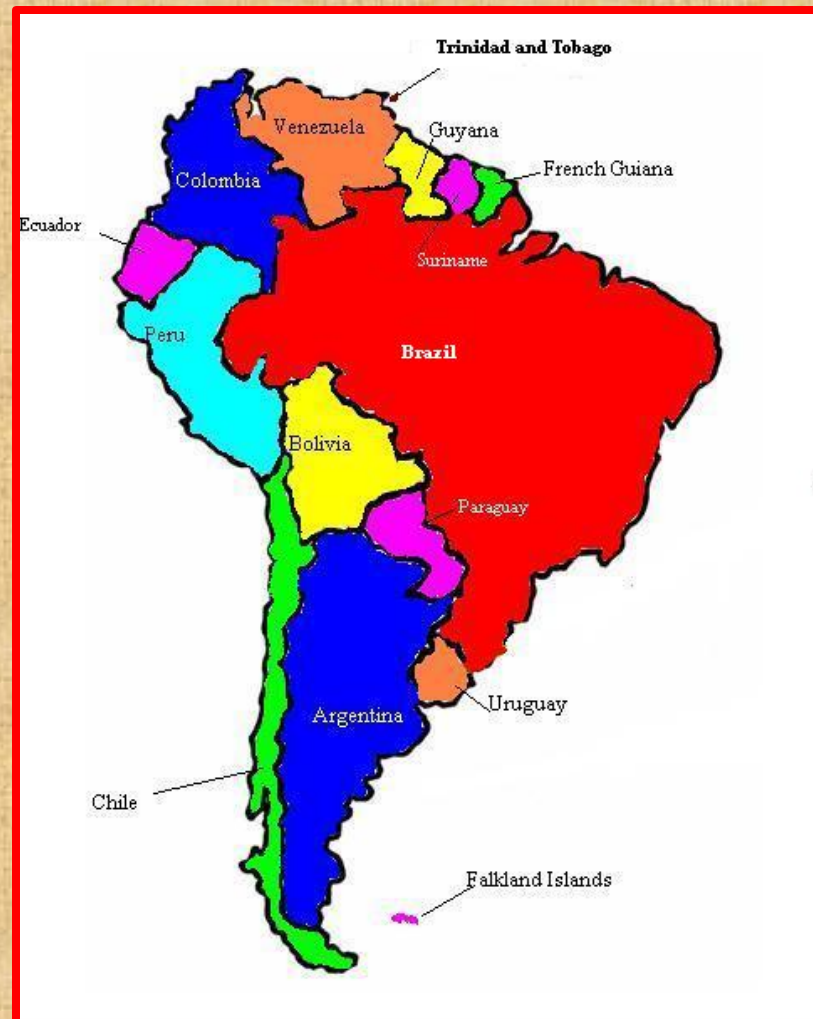 Trinidad and Tobago
Venezuela
Guyana
French Guiana
Colombia
Ecuador
Suriname
Peru
Brazil
Bolivia
Paraguay
Uruguay
Argentina
Chile
Falkland Islands